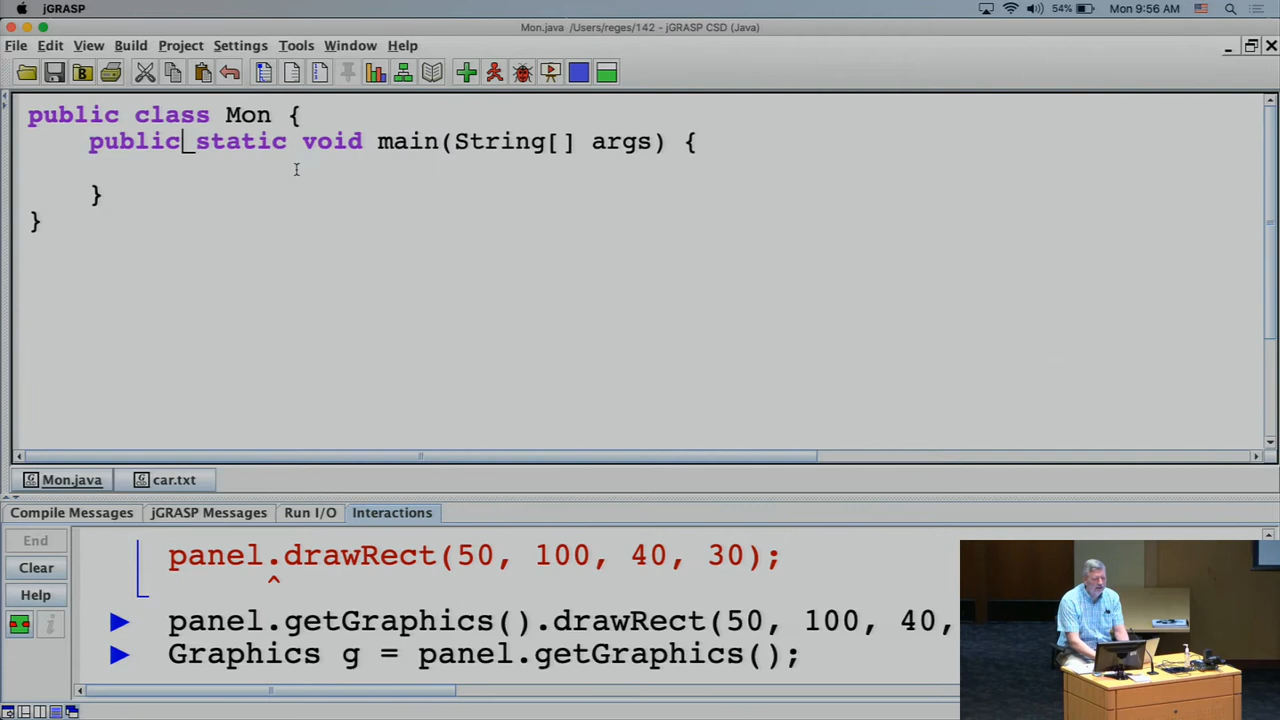 jGRASP
54%
Mon 9:56 AM
Mon.java /Users/reges/142 - jGRASP CSD (Java)
File Edit View Build Project Settings Tools Window Help
public class Mon {
public static void main(String[] args) {
}
}
Mon.java car.txt
Compile Messages jGRASP Messages Run I/O Interactions
End
Clear
Help
panel.drawRect(50, 100, 40, 30);
^
panel.getGraphics().drawRect(50, 100, 40,
Graphics g = panel.getGraphics();